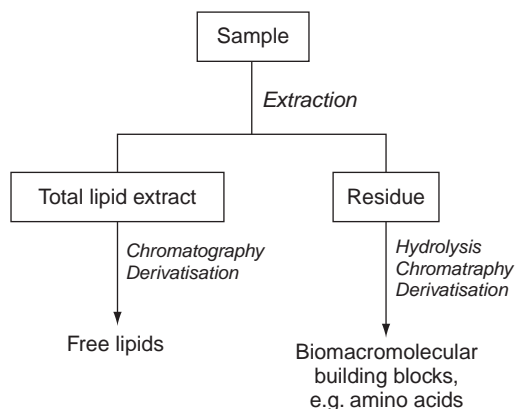 Sample
Extraction
Total lipid extract
Residue
Chromatography
Derivatisation
Hydrolysis
Chromatraphy
Derivatisation
Free lipids
Biomacromolecular
building blocks,
e.g. amino acids